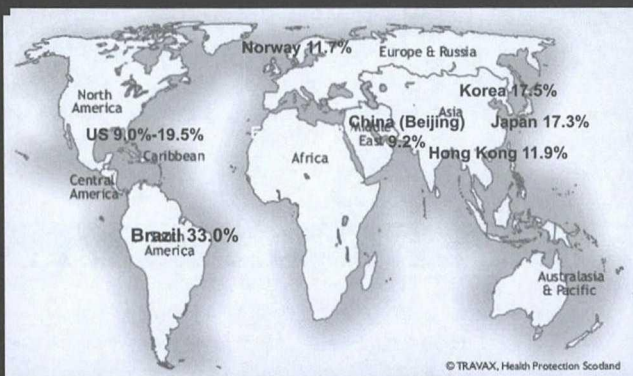 Norway 11.7%
Europe & Russia
North
America
Korea 17.5%
Asia
US 9.0%-19.5%
China (Beijing)
Japan 17.3%
Middle
East 9.2%
Caribbean
Africa
Hong Kong 11.9%
Central
America
Brazil 33.0%
South
America
Australasia
& Pacific
© TRAVAX, Health Protection Scotland